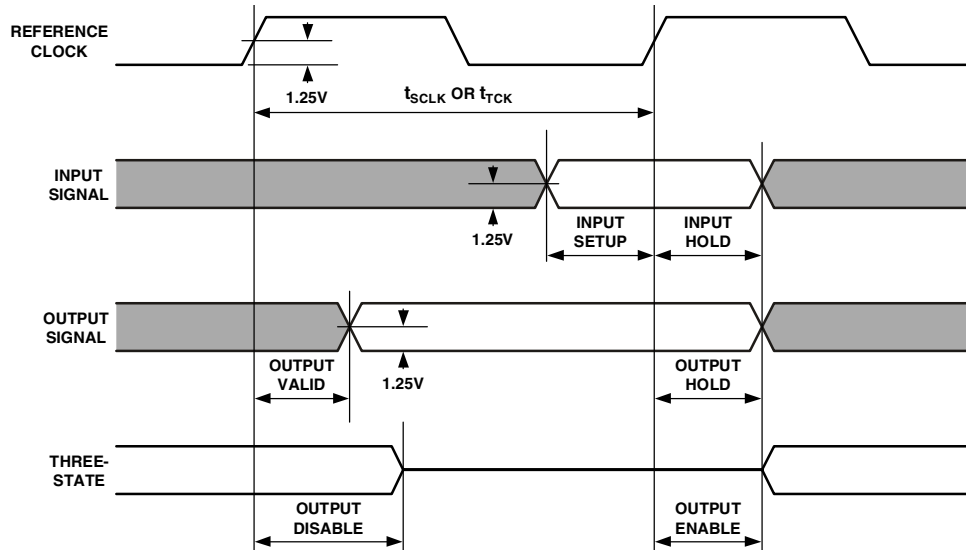 REFERENCE
CLOCK
1.25V
tSCLK OR tTCK
INPUT
SIGNAL
1.25V
INPUT
SETUP
INPUT
HOLD
OUTPUT
SIGNAL
OUTPUT
VALID
1.25V
OUTPUT
HOLD
THREE-
STATE
OUTPUT
DISABLE
OUTPUT
ENABLE